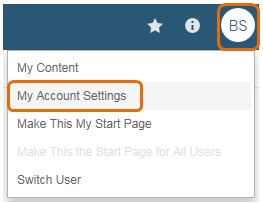 BS
My Content
My Account Settings
Make This My Start Page
Make This the Start Page for All Users
Switch User